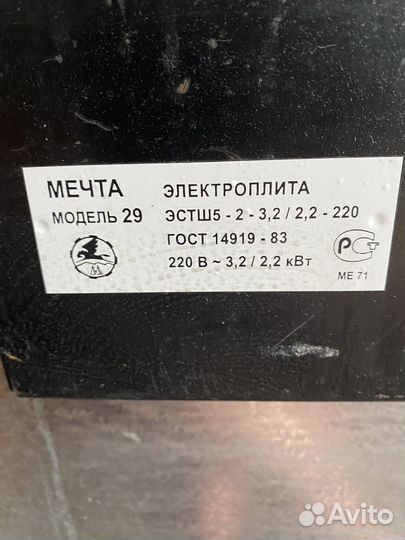 МЕЧТА ЭЛЕКТРОПЛИТА
МОДЕЛЬ 29 ЭСТШ5 - 2 - 3,2 / 2,2 - 220
ГОСТ 14919 - 83
220 В ~ 3,2 / 2,2 кВт
РСТ
МЕ 71
Avito